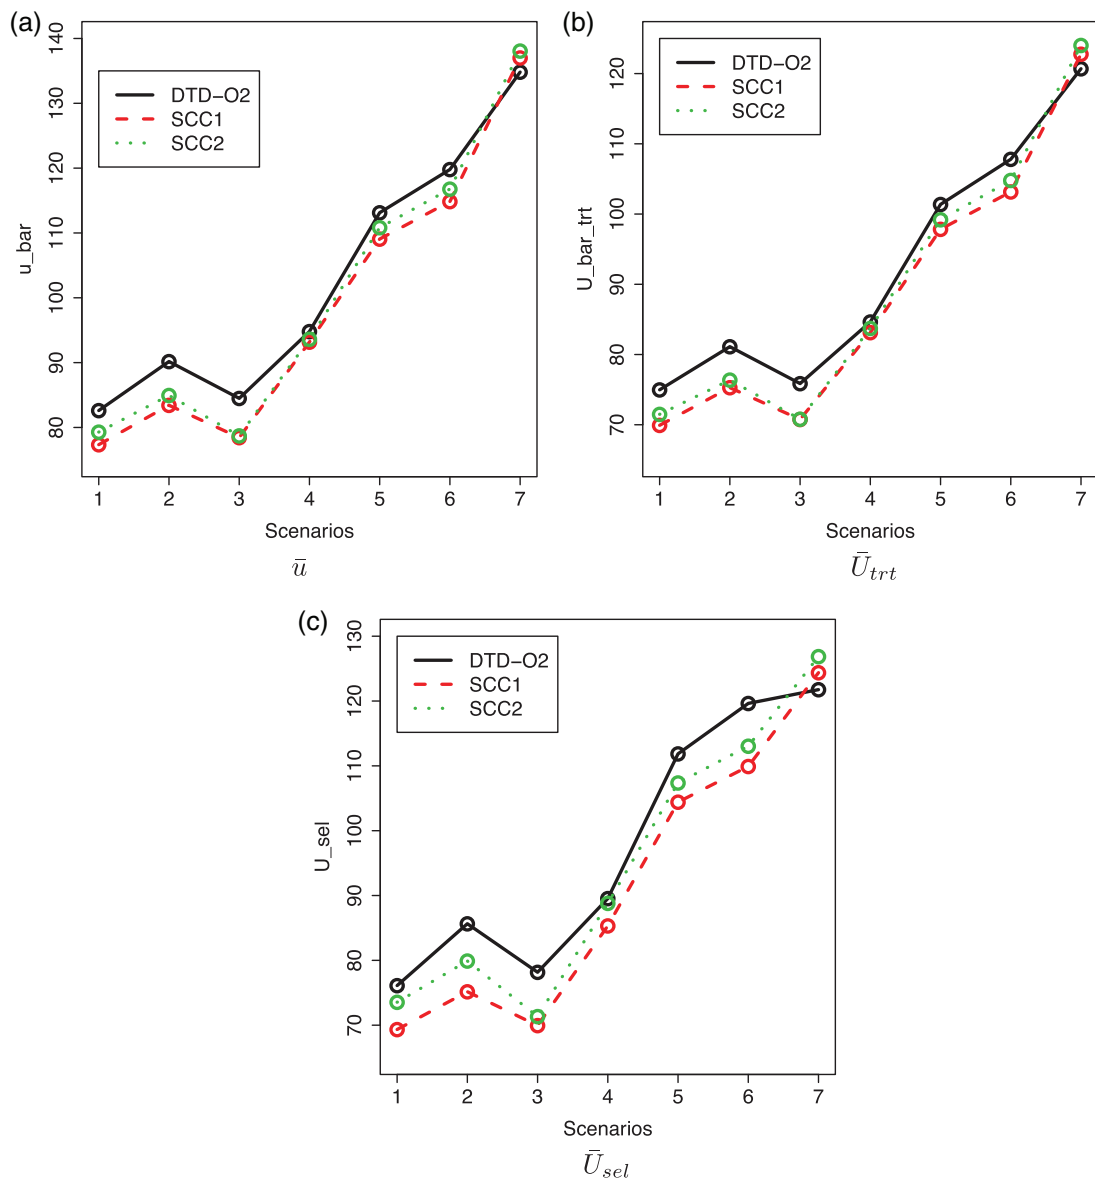 (a)
u_bar
140
130
120
110
100
90
80
DTD−O2
SCC1
SCC2
1 2 3 4 5 6 7
Scenarios
ū
(b)
U_bar_trt
120
110
100
90
80
70
DTD−O2
SCC1
SCC2
1 2 3 4 5 6 7
Scenarios
Ū_trt
(c)
U_sel
130
120
110
100
90
80
70
DTD−O2
SCC1
SCC2
1 2 3 4 5 6 7
Scenarios
Ū_sel